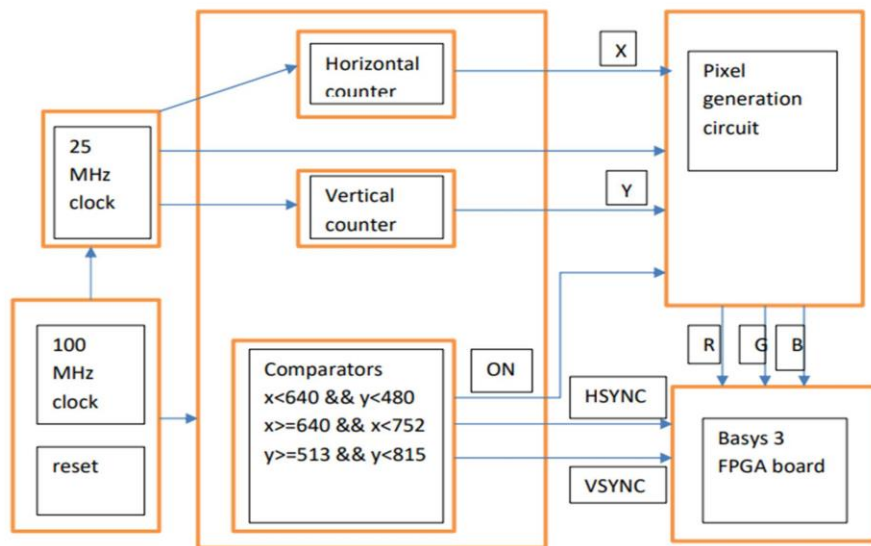 Horizontal
counter
X
Pixel
generation
circuit
25
MHz
clock
Vertical
counter
Y
100
MHz
clock
reset
Comparators
x<640 && y<480
x>=640 && x<752
y>=513 && y<815
ON
HSYNC
VSYNC
R
G
B
Basys 3
FPGA board